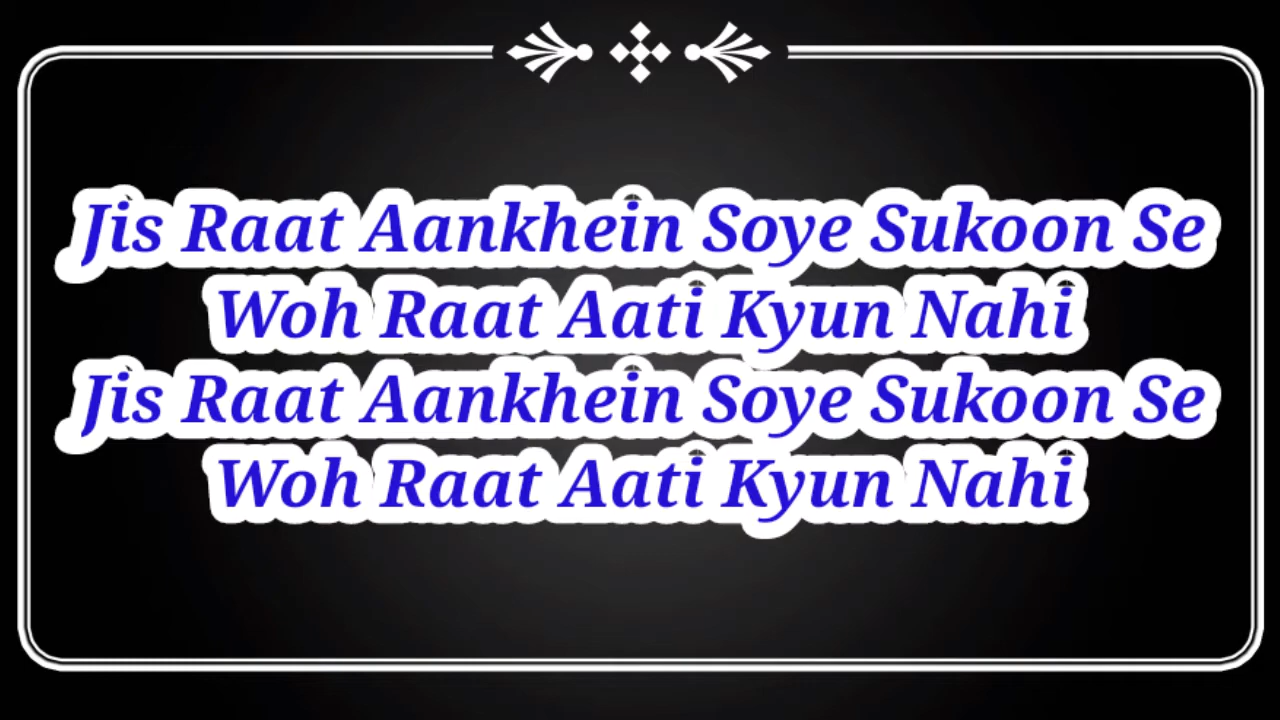 Jis Raat Aankhein Soye Sukoon Se
Woh Raat Aati Kyun Nahi
Jis Raat Aankhein Soye Sukoon Se
Woh Raat Aati Kyun Nahi